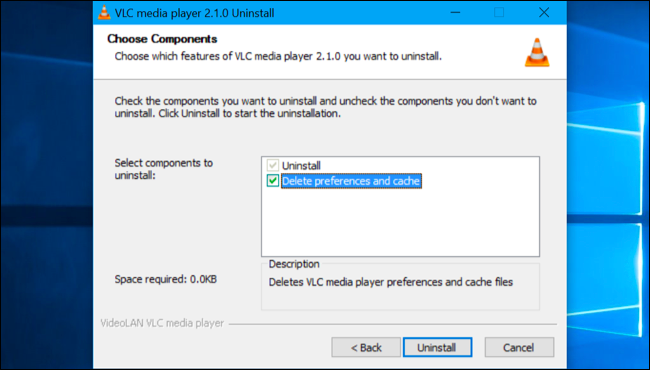 VLC media player 2.1.0 Uninstall
Choose Components
Choose which features of VLC media player 2.1.0 you want to uninstall.
Check the components you want to uninstall and uncheck the components you don't want to
uninstall. Click Uninstall to start the uninstallation.
Select components to
uninstall:
Uninstall
Delete preferences and cache
Space required: 0.0KB
Description
Deletes VLC media player preferences and cache files
VideoLAN VLC media player
< Back
Uninstall
Cancel